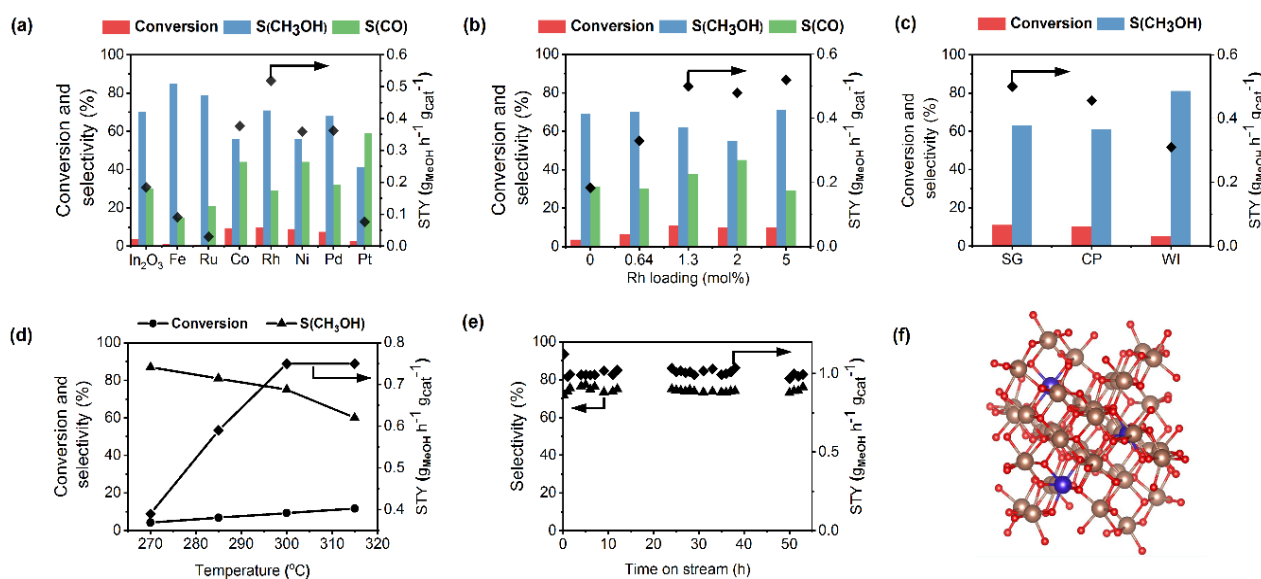 (a)
Conversion S(CH3OH) S(CO)
Conversion and
selectivity (%)
100
80
60
40
20
0
0.6
0.5
0.4
0.3
0.2
0.1
0.0
STY (gMeOH h−1 gcat−1)
In2O3 Fe Ru Co Rh Ni Pd Pt
(b)
Conversion S(CH3OH) S(CO)
Conversion and
selectivity (%)
100
80
60
40
20
0
0.6
0.4
0.2
0.0
STY (gMeOH h−1 gcat−1)
0 0.64 1.3 2 5
Rh loading (mol%)
(c)
Conversion S(CH3OH)
Conversion and
selectivity (%)
100
80
60
40
20
0
0.6
0.4
0.2
0.0
STY (gMeOH h−1 gcat−1)
SG CP WI
(d)
Conversion S(CH3OH)
Conversion and
selectivity (%)
100
80
60
40
20
0
0.8
0.7
0.6
0.5
0.4
STY (gMeOH h−1 gcat−1)
270 280 290 300 310 320
Temperature (°C)
(e)
Selectivity (%)
100
80
60
40
20
0
1.0
0.5
0.0
STY (gMeOH h−1 gcat−1)
0 10 20 30 40 50
Time on stream (h)
(f)